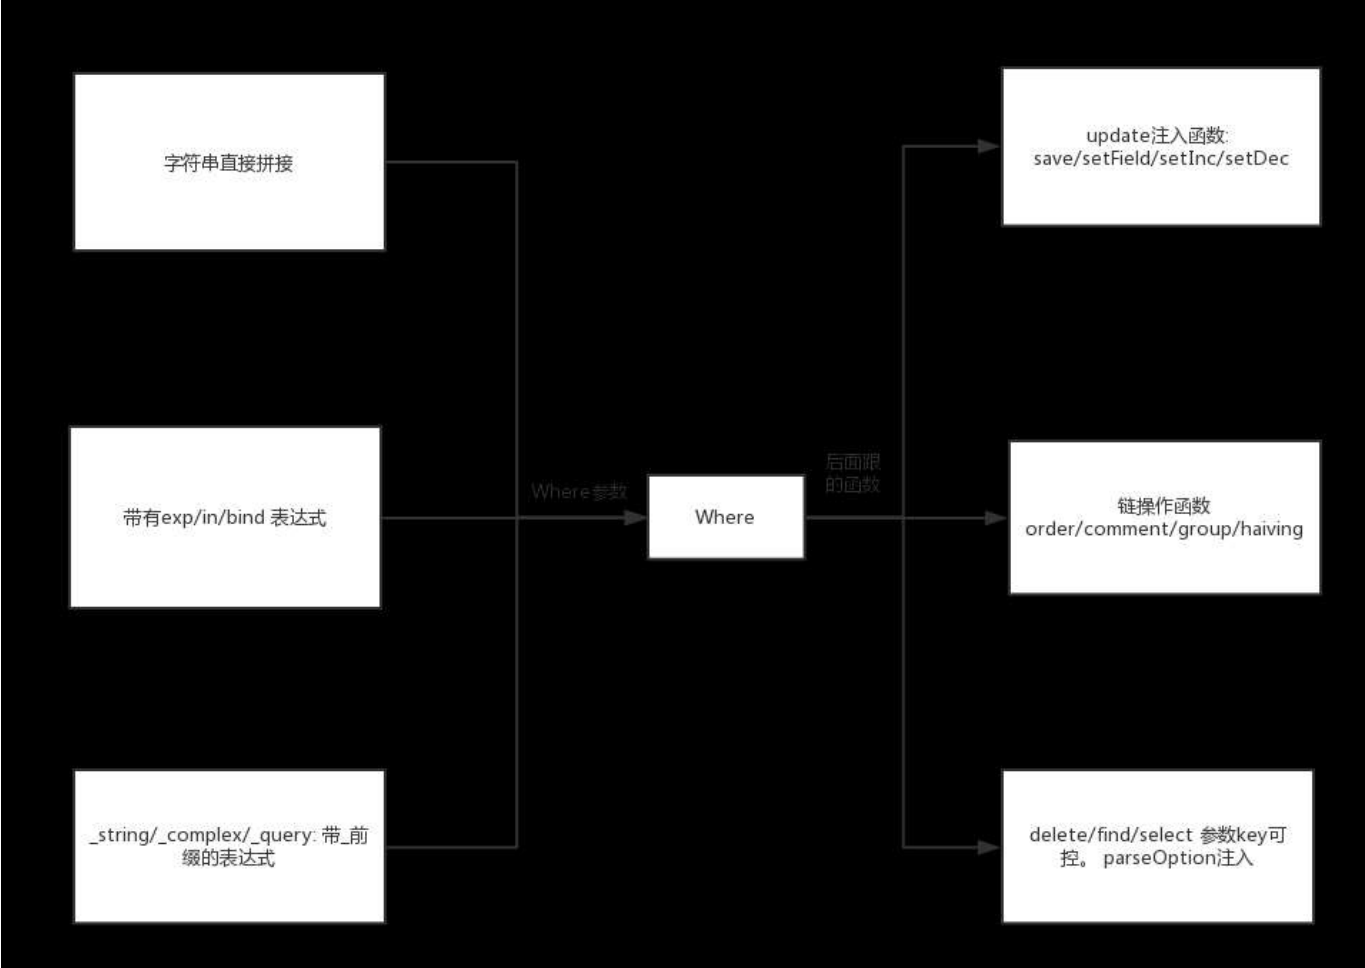 字符串直接拼接
带有exp/in/bind 表达式
_string/_complex/_query: 带_前
缀的表达式
Where参数
Where
后面跟
的函数
update注入函数:
save/setField/setInc/setDec
链操作函数
order/comment/group/haiving
delete/find/select 参数key可
控。 parseOption注入